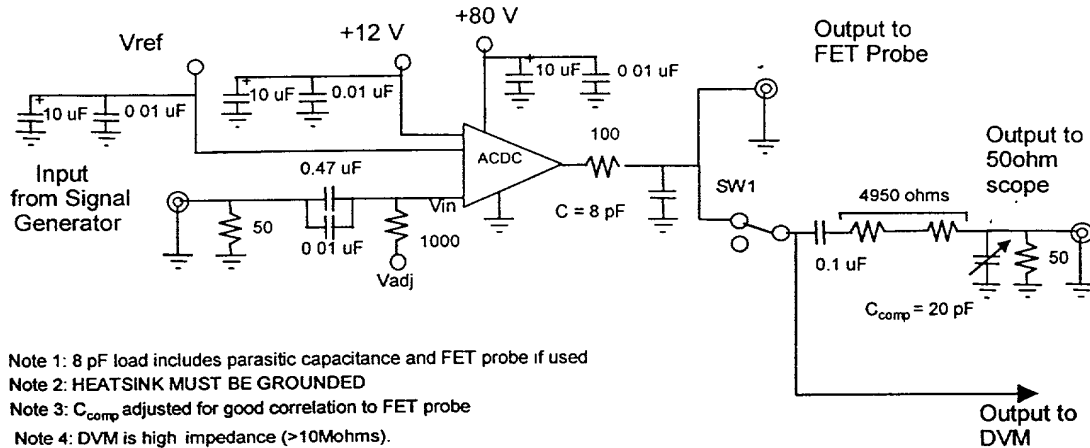 Vref
+12 V
+80 V
Output to
FET Probe
10 uF
0 01 uF
10 uF
0.01 uF
10 uF
0 01 uF
100
ACDC
Output to
50ohm
scope
Input
from Signal
Generator
0.47 uF
Vin
SW1
4950 ohms
C = 8 pF
50
0 01 uF
1000
Vadj
0.1 uF
50
Ccomp = 20 pF
Note 1: 8 pF load includes parasitic capacitance and FET probe if used
Note 2: HEATSINK MUST BE GROUNDED
Note 3: Ccomp adjusted for good correlation to FET probe
Note 4: DVM is high impedance (>10Mohms).
Output to
DVM